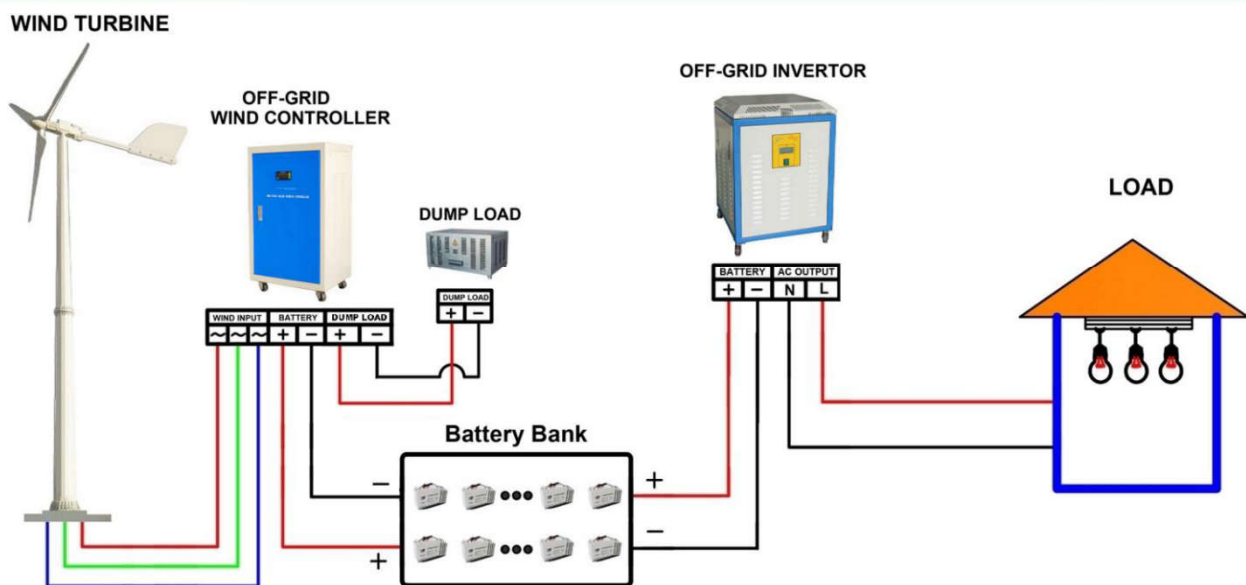 WIND TURBINE
OFF-GRID
WIND CONTROLLER
DUMP LOAD
OFF-GRID INVERTOR
LOAD
WIND INPUT BATTERY DUMP LOAD
~ ~ ~ + − + −
DUMP LOAD
+ −
BATTERY AC OUTPUT
+ − N L
Battery Bank
− +
+ −